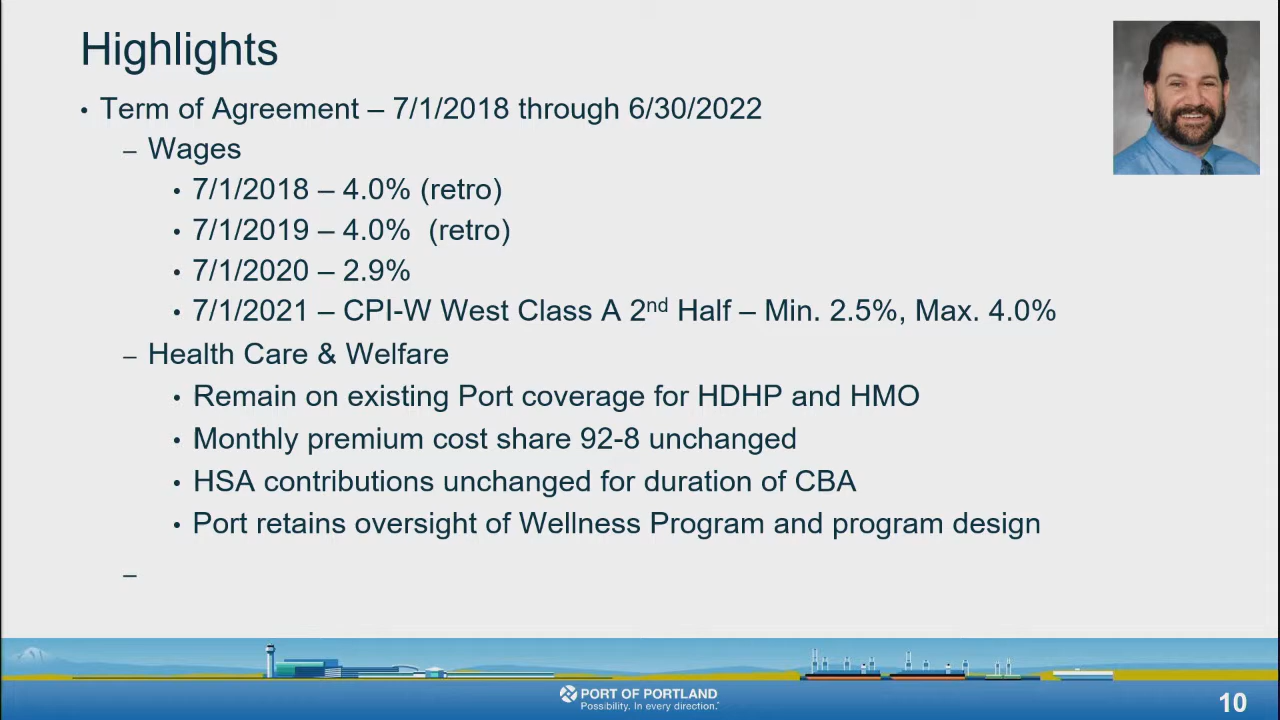 Highlights
• Term of Agreement – 7/1/2018 through 6/30/2022
– Wages
• 7/1/2018 – 4.0% (retro)
• 7/1/2019 – 4.0%  (retro)
• 7/1/2020 – 2.9%
• 7/1/2021 – CPI-W West Class A 2nd Half – Min. 2.5%, Max. 4.0%
– Health Care & Welfare
• Remain on existing Port coverage for HDHP and HMO
• Monthly premium cost share 92-8 unchanged
• HSA contributions unchanged for duration of CBA
• Port retains oversight of Wellness Program and program design
–
PORT OF PORTLAND
Possibility. In every direction.
10